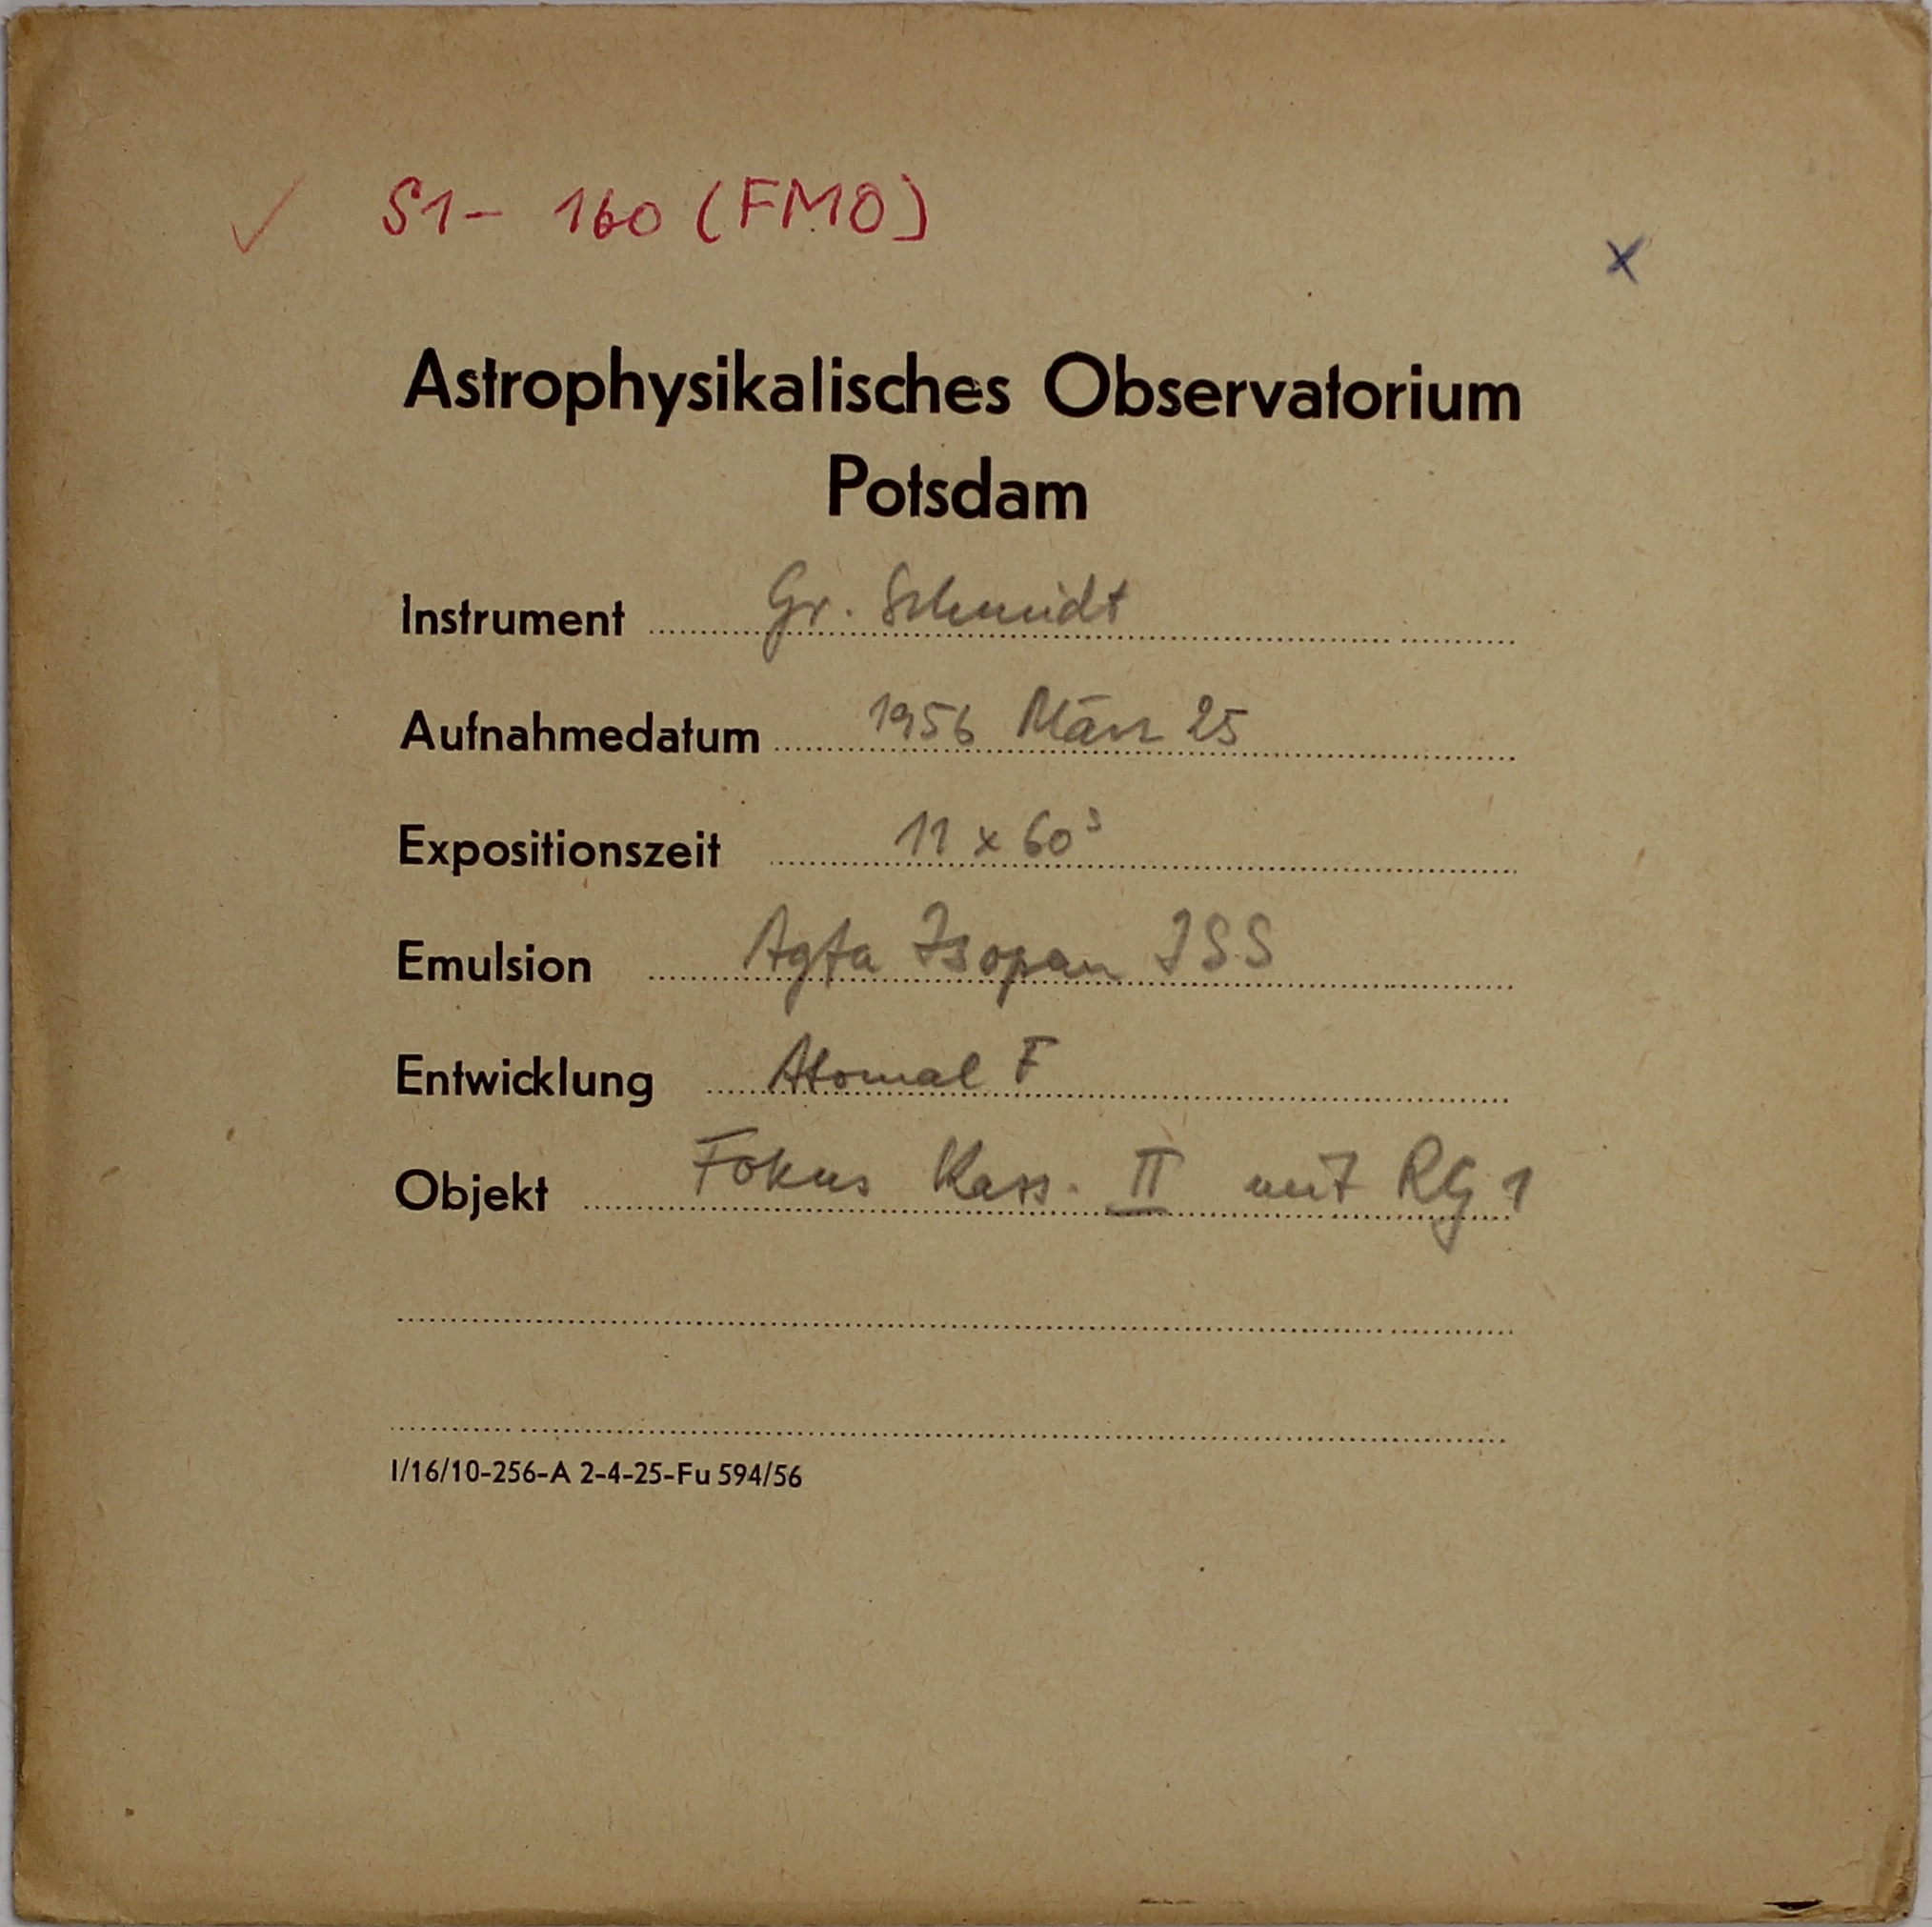 ✓ S1- 160 (FMO)
x
Astrophysikalisches Observatorium
Potsdam
Instrument Gr. Schmidt
Aufnahmedatum 1956 März 25
Expositionszeit 11 x 60ˢ
Emulsion Agfa Isopan ISS
Entwicklung Atomal F
Objekt Fokus Kass. II mit RG 1
I/16/10-256-A 2-4-25-Fu 594/56